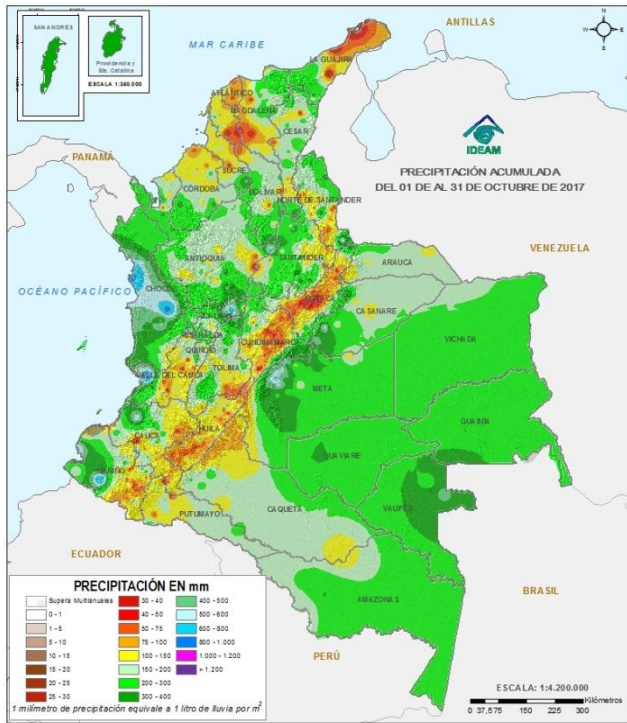 SAN ANDRÉS
Providencia y
Sta. Catalina
ESCALA 1:360.000
MAR CARIBE
ANTILLAS
N
W
E
S
LA GUAJIRA
ATLÁNTICO
MAGDALENA
CESAR
IDEAM
PRECIPITACIÓN ACUMULADA
DEL 01 DE AL 31 DE OCTUBRE DE 2017
PANAMÁ
SUCRE
CÓRDOBA
BOLÍVAR
NORTE DE SANTANDER
VENEZUELA
ANTIOQUIA
SANTANDER
ARAUCA
OCÉANO PACÍFICO
CHOCÓ
BOYACÁ
CASANARE
CALDAS
RISARALDA
CUNDINAMARCA
VICHADA
QUINDÍO
TOLIMA
VALLE DEL CAUCA
META
GUAINÍA
CAUCA
HUILA
GUAVIARE
NARIÑO
VAUPÉS
PUTUMAYO
CAQUETÁ
ECUADOR
AMAZONAS
BRASIL
PERÚ
PRECIPITACIÓN EN mm
Supera Multianuales
0 - 1
1 - 5
5 - 10
10 - 15
15 - 20
20 - 25
25 - 30
30 - 40
40 - 50
50 - 75
75 - 100
100 - 150
150 - 200
200 - 300
300 - 400
400 - 500
500 - 600
600 - 800
800 - 1.000
1.000 - 1.200
> 1.200
1 milímetro de precipitación equivale a 1 litro de lluvia por m²
ESCALA: 1:4.200.000
0 37,575 150 225 300
Kilómetros